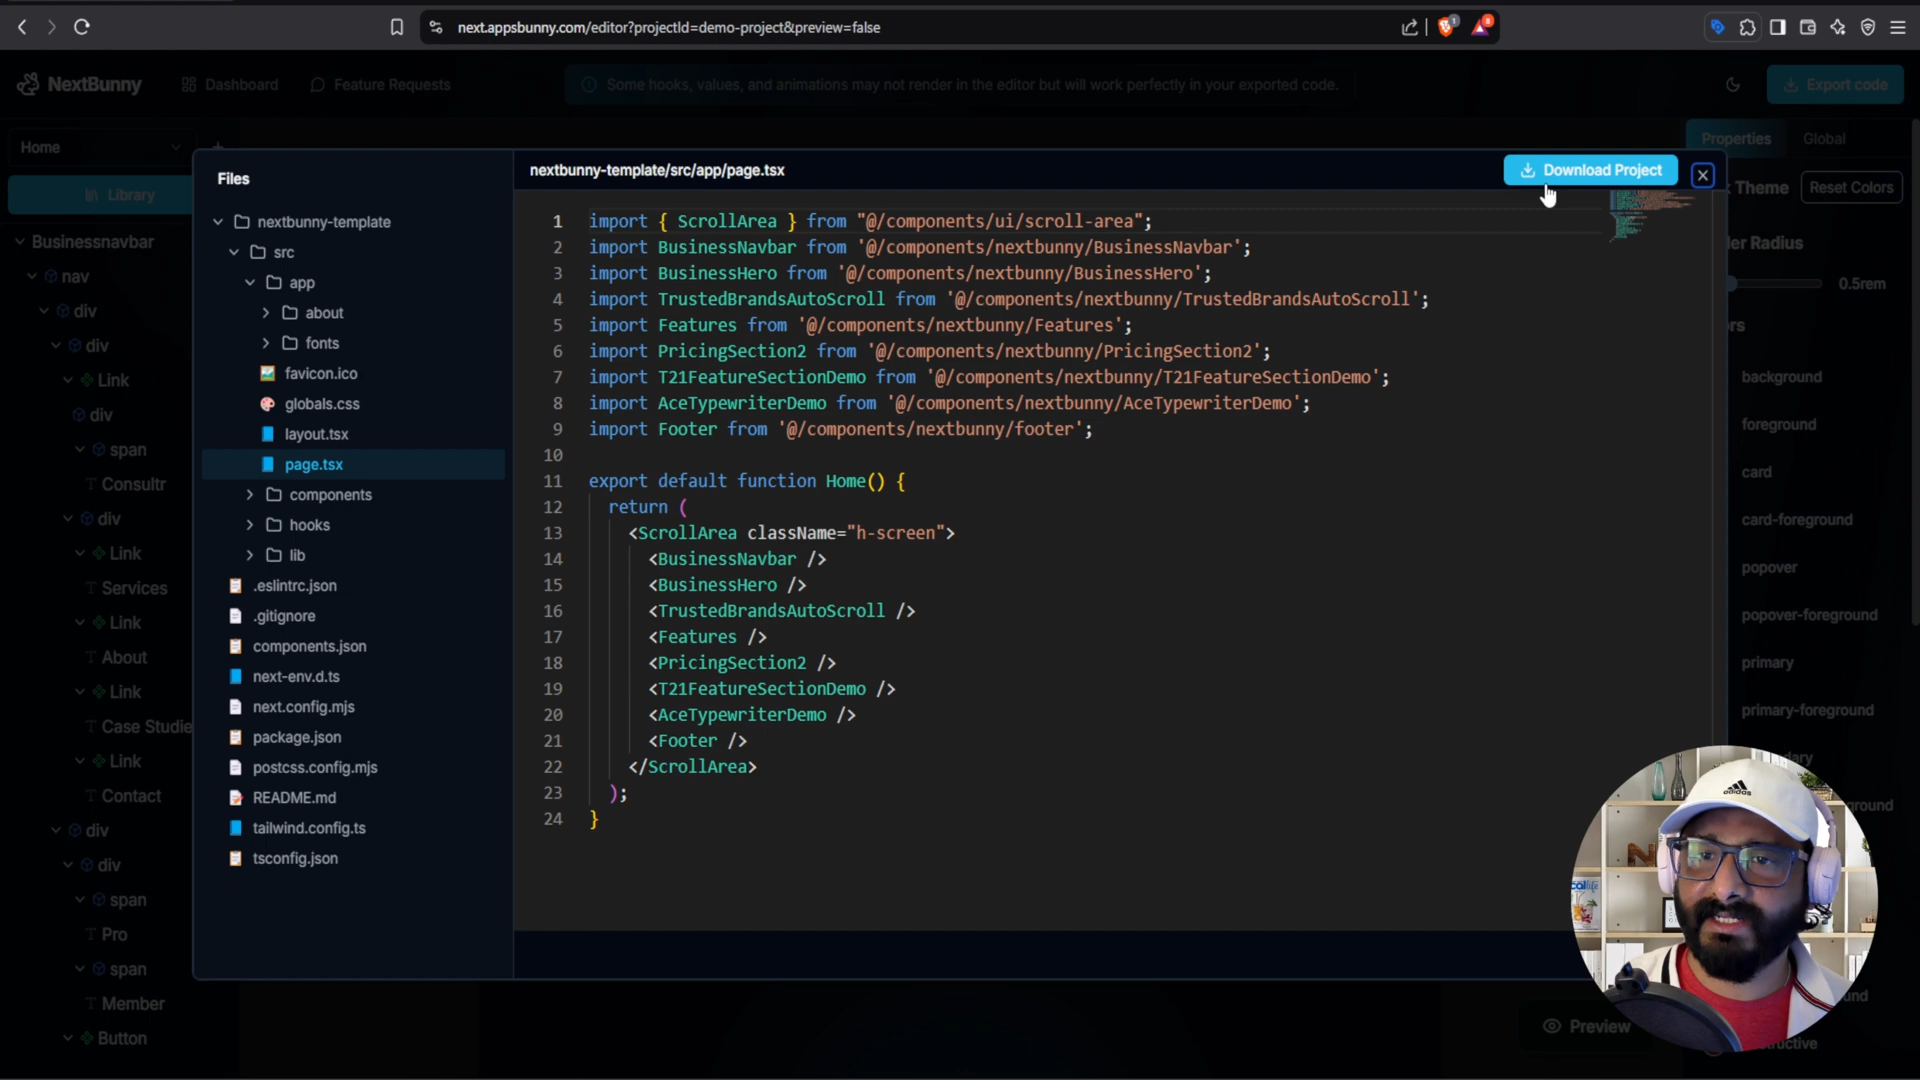 next.appsbunny.com/editor?projectId=demo-project&preview=false
1
8
NextBunny
Dashboard
Feature Requests
Some hooks, values, and animations may not render in the editor but will work perfectly in your exported code.
Export code
Home
Library
Businessnavbar
nav
div
div
Link
div
span
Consultr
div
Link
Services
Link
About
Link
Case Studie
Link
Contact
div
div
span
Pro
span
Member
Button
Files
nextbunny-template
src
app
about
fonts
favicon.ico
globals.css
layout.tsx
page.tsx
components
hooks
lib
.eslintrc.json
.gitignore
components.json
next-env.d.ts
next.config.mjs
package.json
postcss.config.mjs
README.md
tailwind.config.ts
tsconfig.json
nextbunny-template/src/app/page.tsx
Download Project
1 import { ScrollArea } from "@/components/ui/scroll-area";
2 import BusinessNavbar from '@/components/nextbunny/BusinessNavbar';
3 import BusinessHero from '@/components/nextbunny/BusinessHero';
4 import TrustedBrandsAutoScroll from '@/components/nextbunny/TrustedBrandsAutoScroll';
5 import Features from '@/components/nextbunny/Features';
6 import PricingSection2 from '@/components/nextbunny/PricingSection2';
7 import T21FeatureSectionDemo from '@/components/nextbunny/T21FeatureSectionDemo';
8 import AceTypewriterDemo from '@/components/nextbunny/AceTypewriterDemo';
9 import Footer from '@/components/nextbunny/footer';
10
11 export default function Home() {
12 return (
13 <ScrollArea className="h-screen">
14 <BusinessNavbar />
15 <BusinessHero />
16 <TrustedBrandsAutoScroll />
17 <Features />
18 <PricingSection2 />
19 <T21FeatureSectionDemo />
20 <AceTypewriterDemo />
21 <Footer />
22 </ScrollArea>
23 );
24 }
Properties
Global
Theme
Reset Colors
er Radius
0.5rem
rs
background
foreground
card
card-foreground
popover
popover-foreground
primary
primary-foreground
Preview
adidas